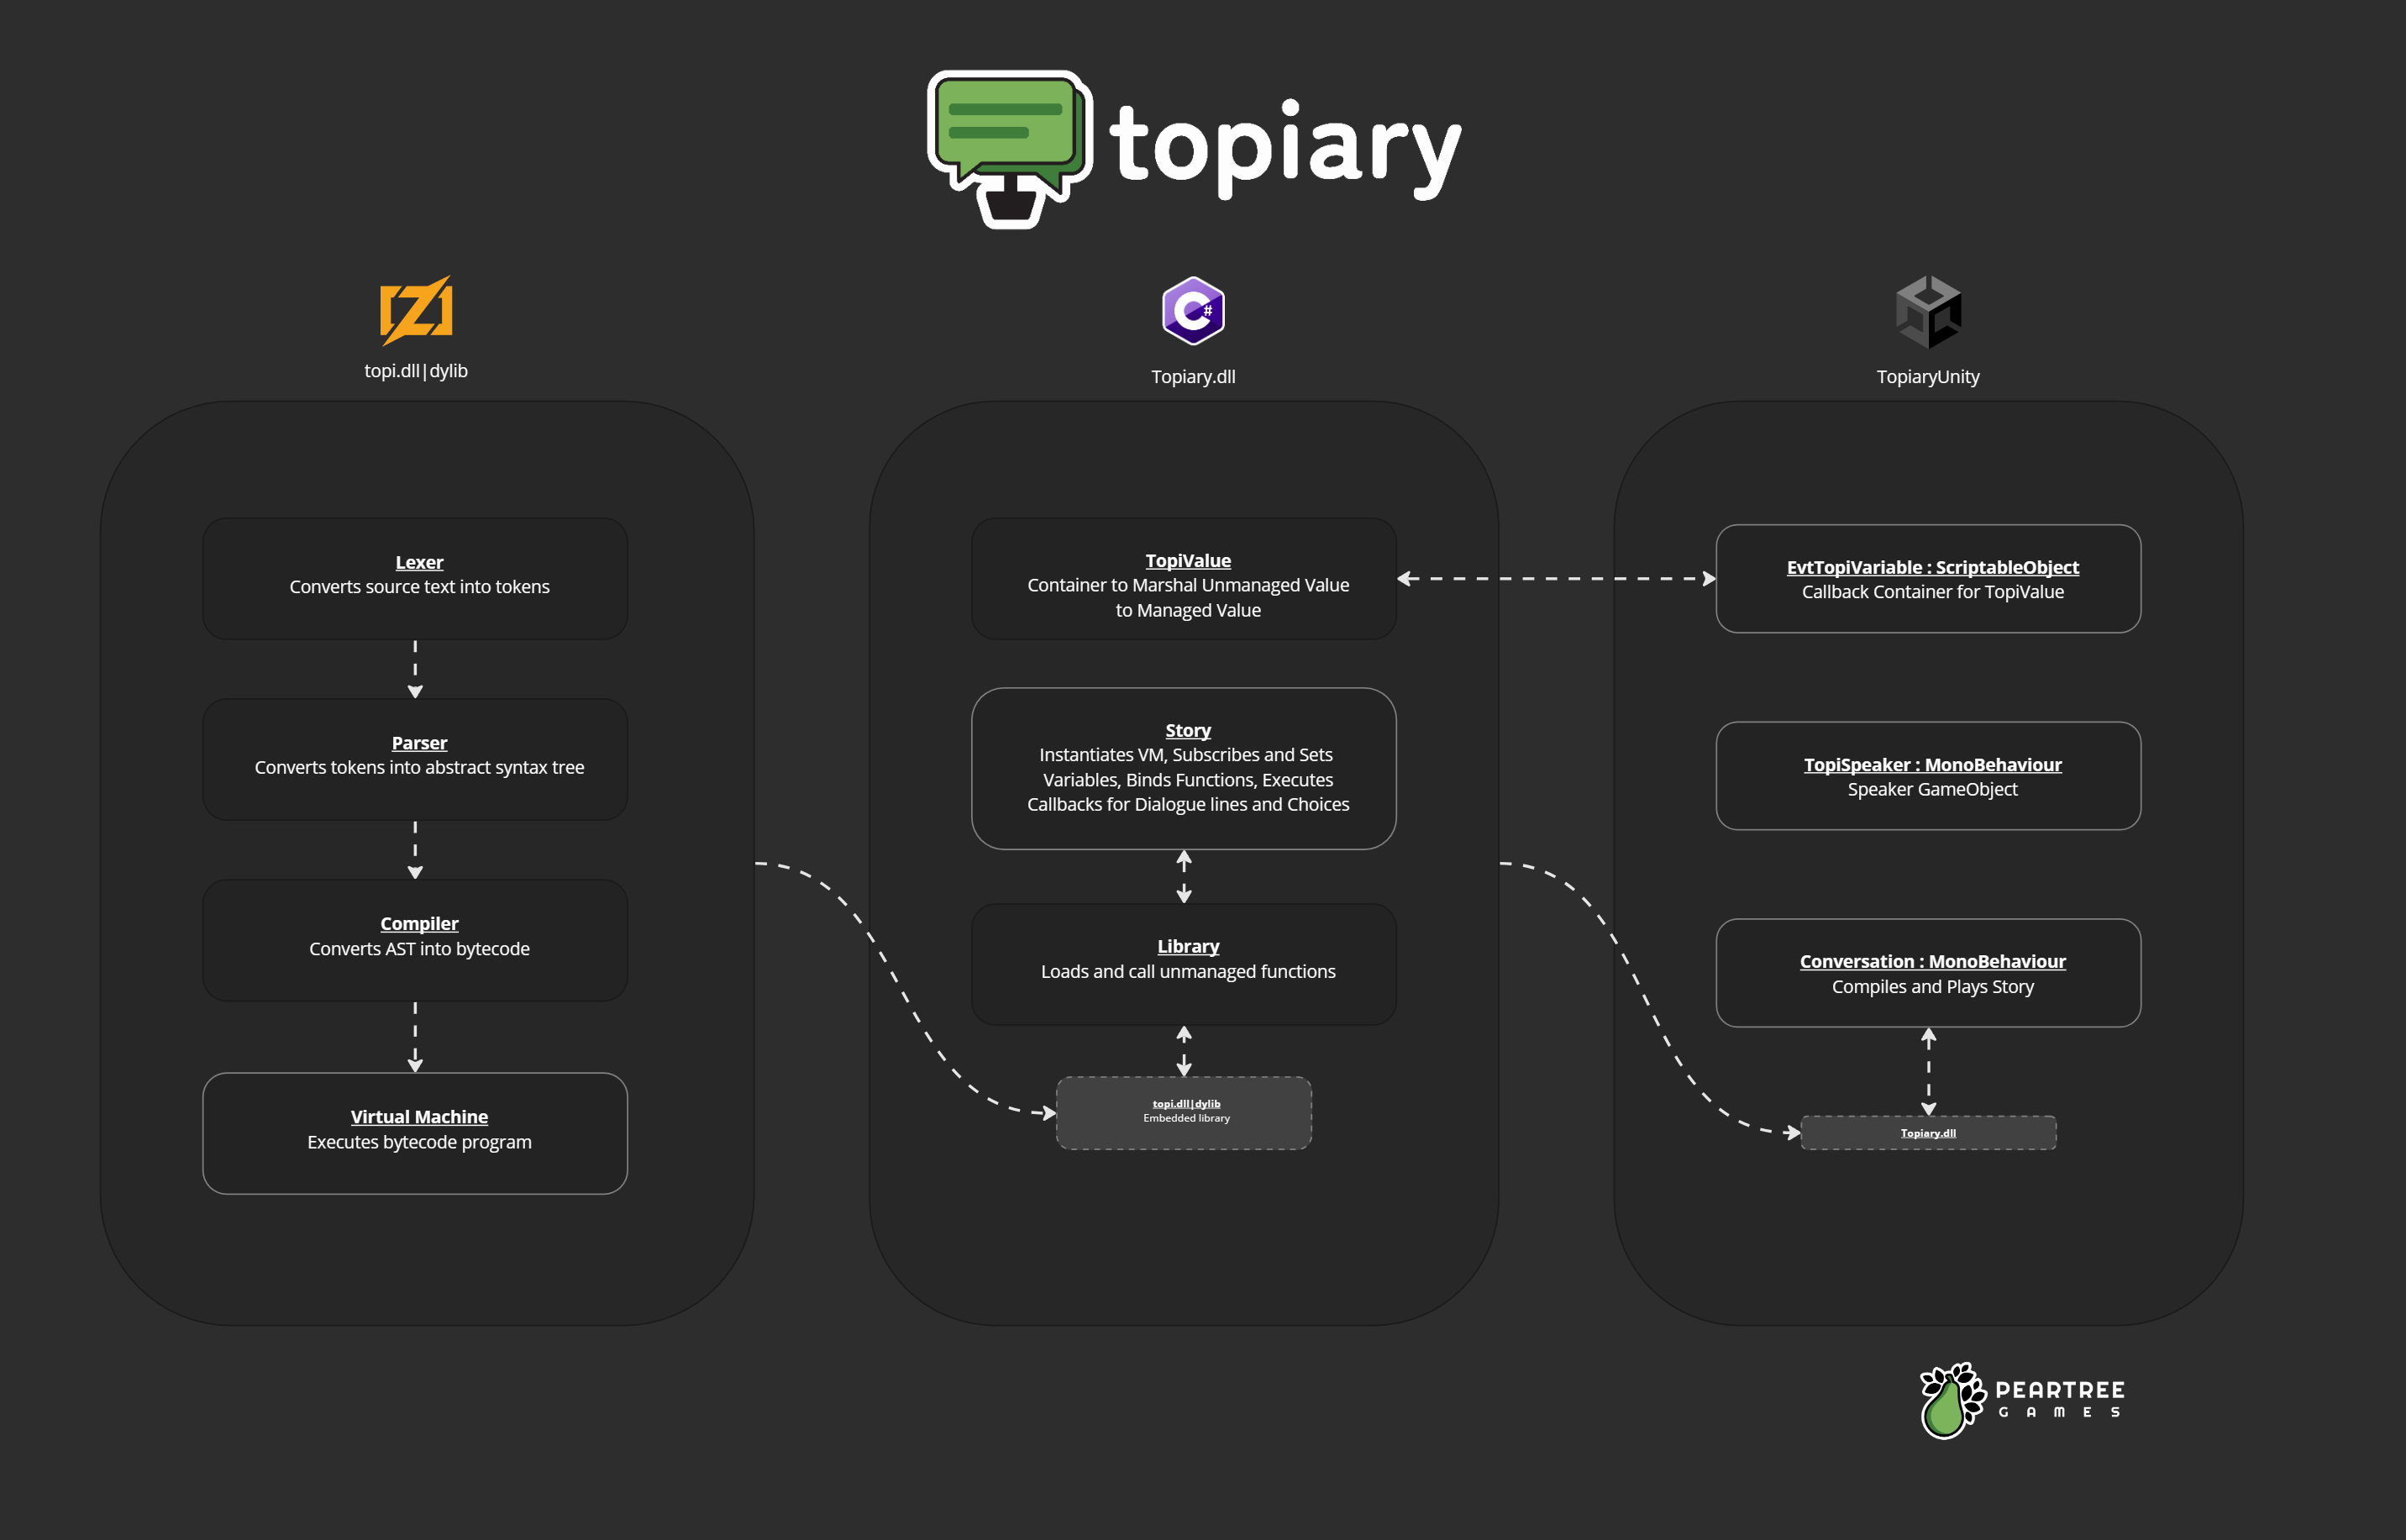 topiary
topi.dll|dylib
Lexer
Converts source text into tokens
Parser
Converts tokens into abstract syntax tree
Compiler
Converts AST into bytecode
Virtual Machine
Executes bytecode program
C#
Topiary.dll
TopiValue
Container to Marshal Unmanaged Value
to Managed Value
Story
Instantiates VM, Subscribes and Sets
Variables, Binds Functions, Executes
Callbacks for Dialogue lines and Choices
Library
Loads and call unmanaged functions
topi.dll|dylib
Embedded library
TopiaryUnity
EvtTopiVariable : ScriptableObject
Callback Container for TopiValue
TopiSpeaker : MonoBehaviour
Speaker GameObject
Conversation : MonoBehaviour
Compiles and Plays Story
Topiary.dll
PEARTREE
GAMES